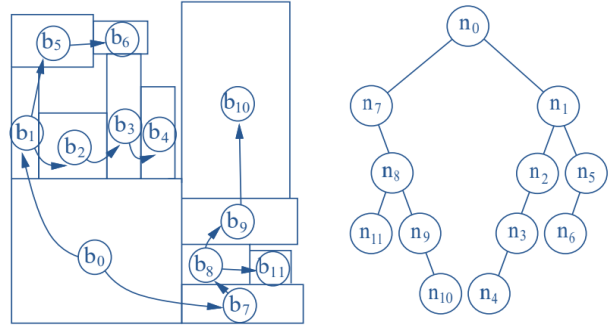 b₅ b₆
b₁ b₂ b₃ b₄
b₁₀
b₀
b₉
b₈ b₁₁
b₇
n₀
n₇ n₁
n₈ n₂ n₅
n₁₁ n₉ n₃ n₆
n₁₀ n₄